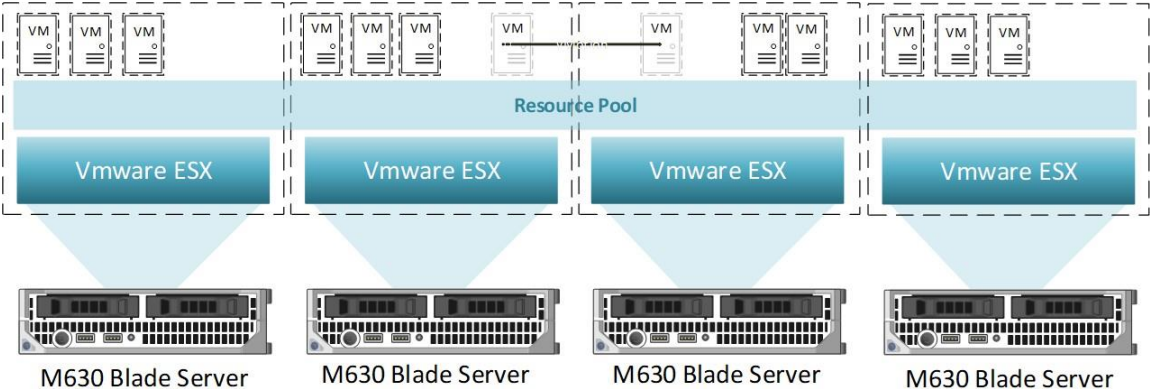 VM VM VM VM VM VM VM VM VM VM VM VM VM
Resource Pool
Vmware ESX Vmware ESX Vmware ESX Vmware ESX
M630 Blade Server M630 Blade Server M630 Blade Server M630 Blade Server